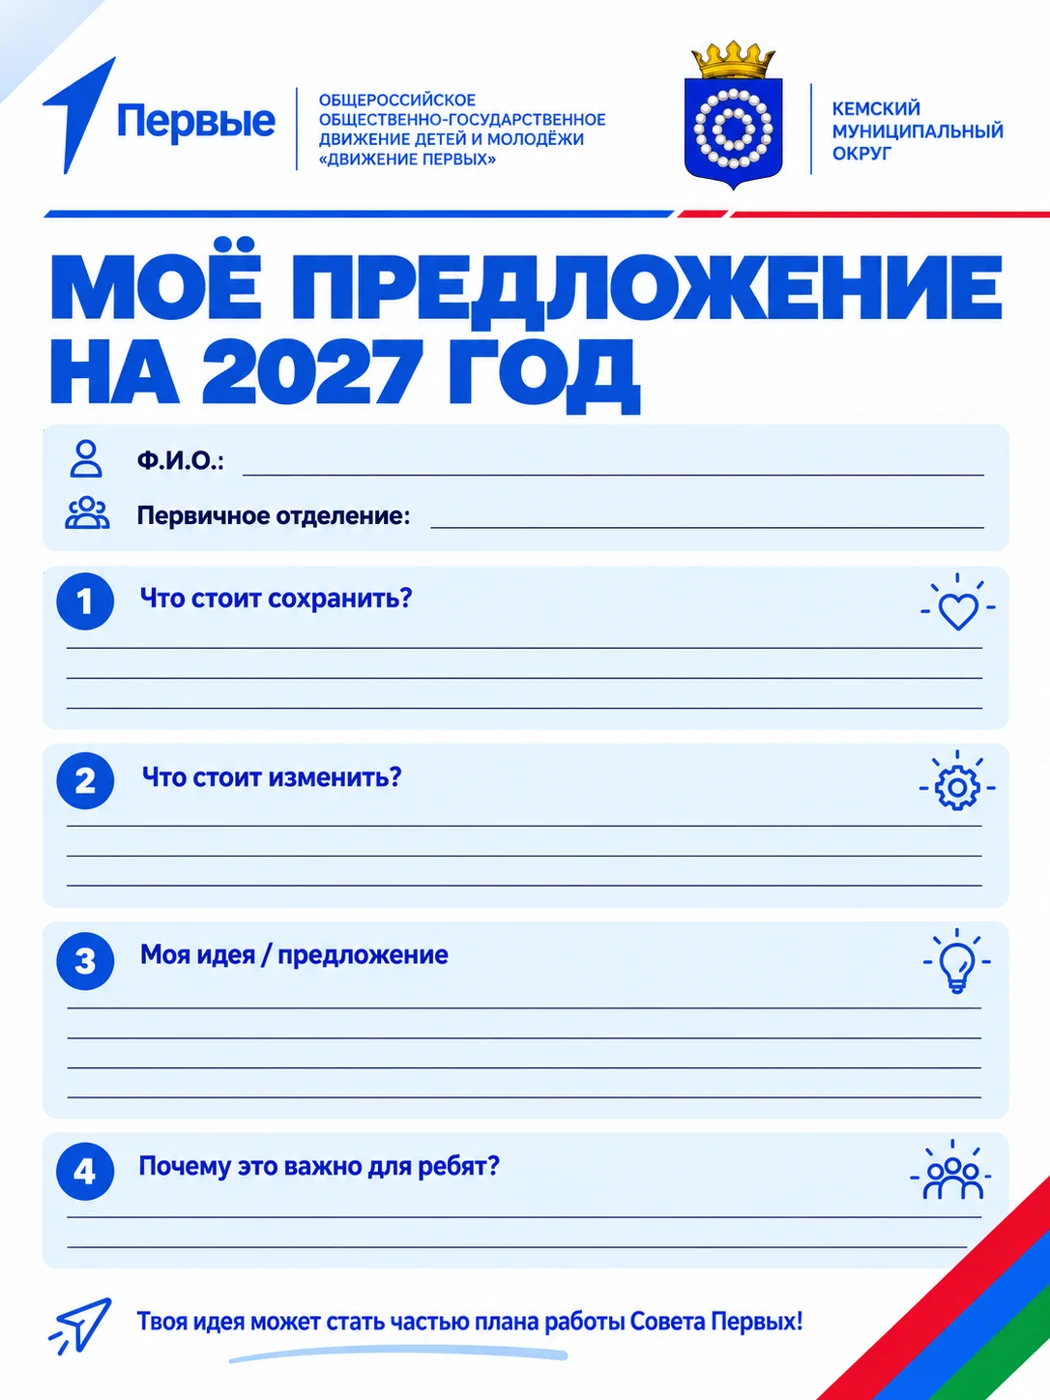 Первые
ОБЩЕРОССИЙСКОЕ
ОБЩЕСТВЕННО-ГОСУДАРСТВЕННОЕ
ДВИЖЕНИЕ ДЕТЕЙ И МОЛОДЁЖИ
«ДВИЖЕНИЕ ПЕРВЫХ»
КЕМСКИЙ
МУНИЦИПАЛЬНЫЙ
ОКРУГ
МОЁ ПРЕДЛОЖЕНИЕ
НА 2027 ГОД
Ф.И.О.:
Первичное отделение:
1 Что стоит сохранить?
2 Что стоит изменить?
3 Моя идея / предложение
4 Почему это важно для ребят?
Твоя идея может стать частью плана работы Совета Первых!